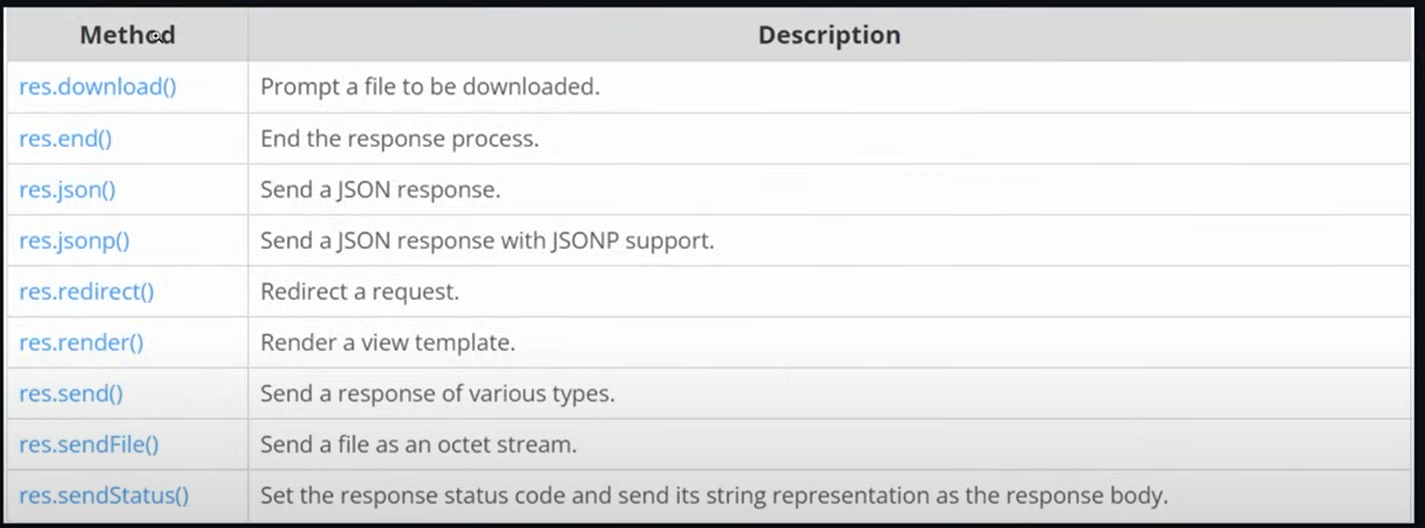 Method Description
res.download() Prompt a file to be downloaded.
res.end() End the response process.
res.json() Send a JSON response.
res.jsonp() Send a JSON response with JSONP support.
res.redirect() Redirect a request.
res.render() Render a view template.
res.send() Send a response of various types.
res.sendFile() Send a file as an octet stream.
res.sendStatus() Set the response status code and send its string representation as the response body.